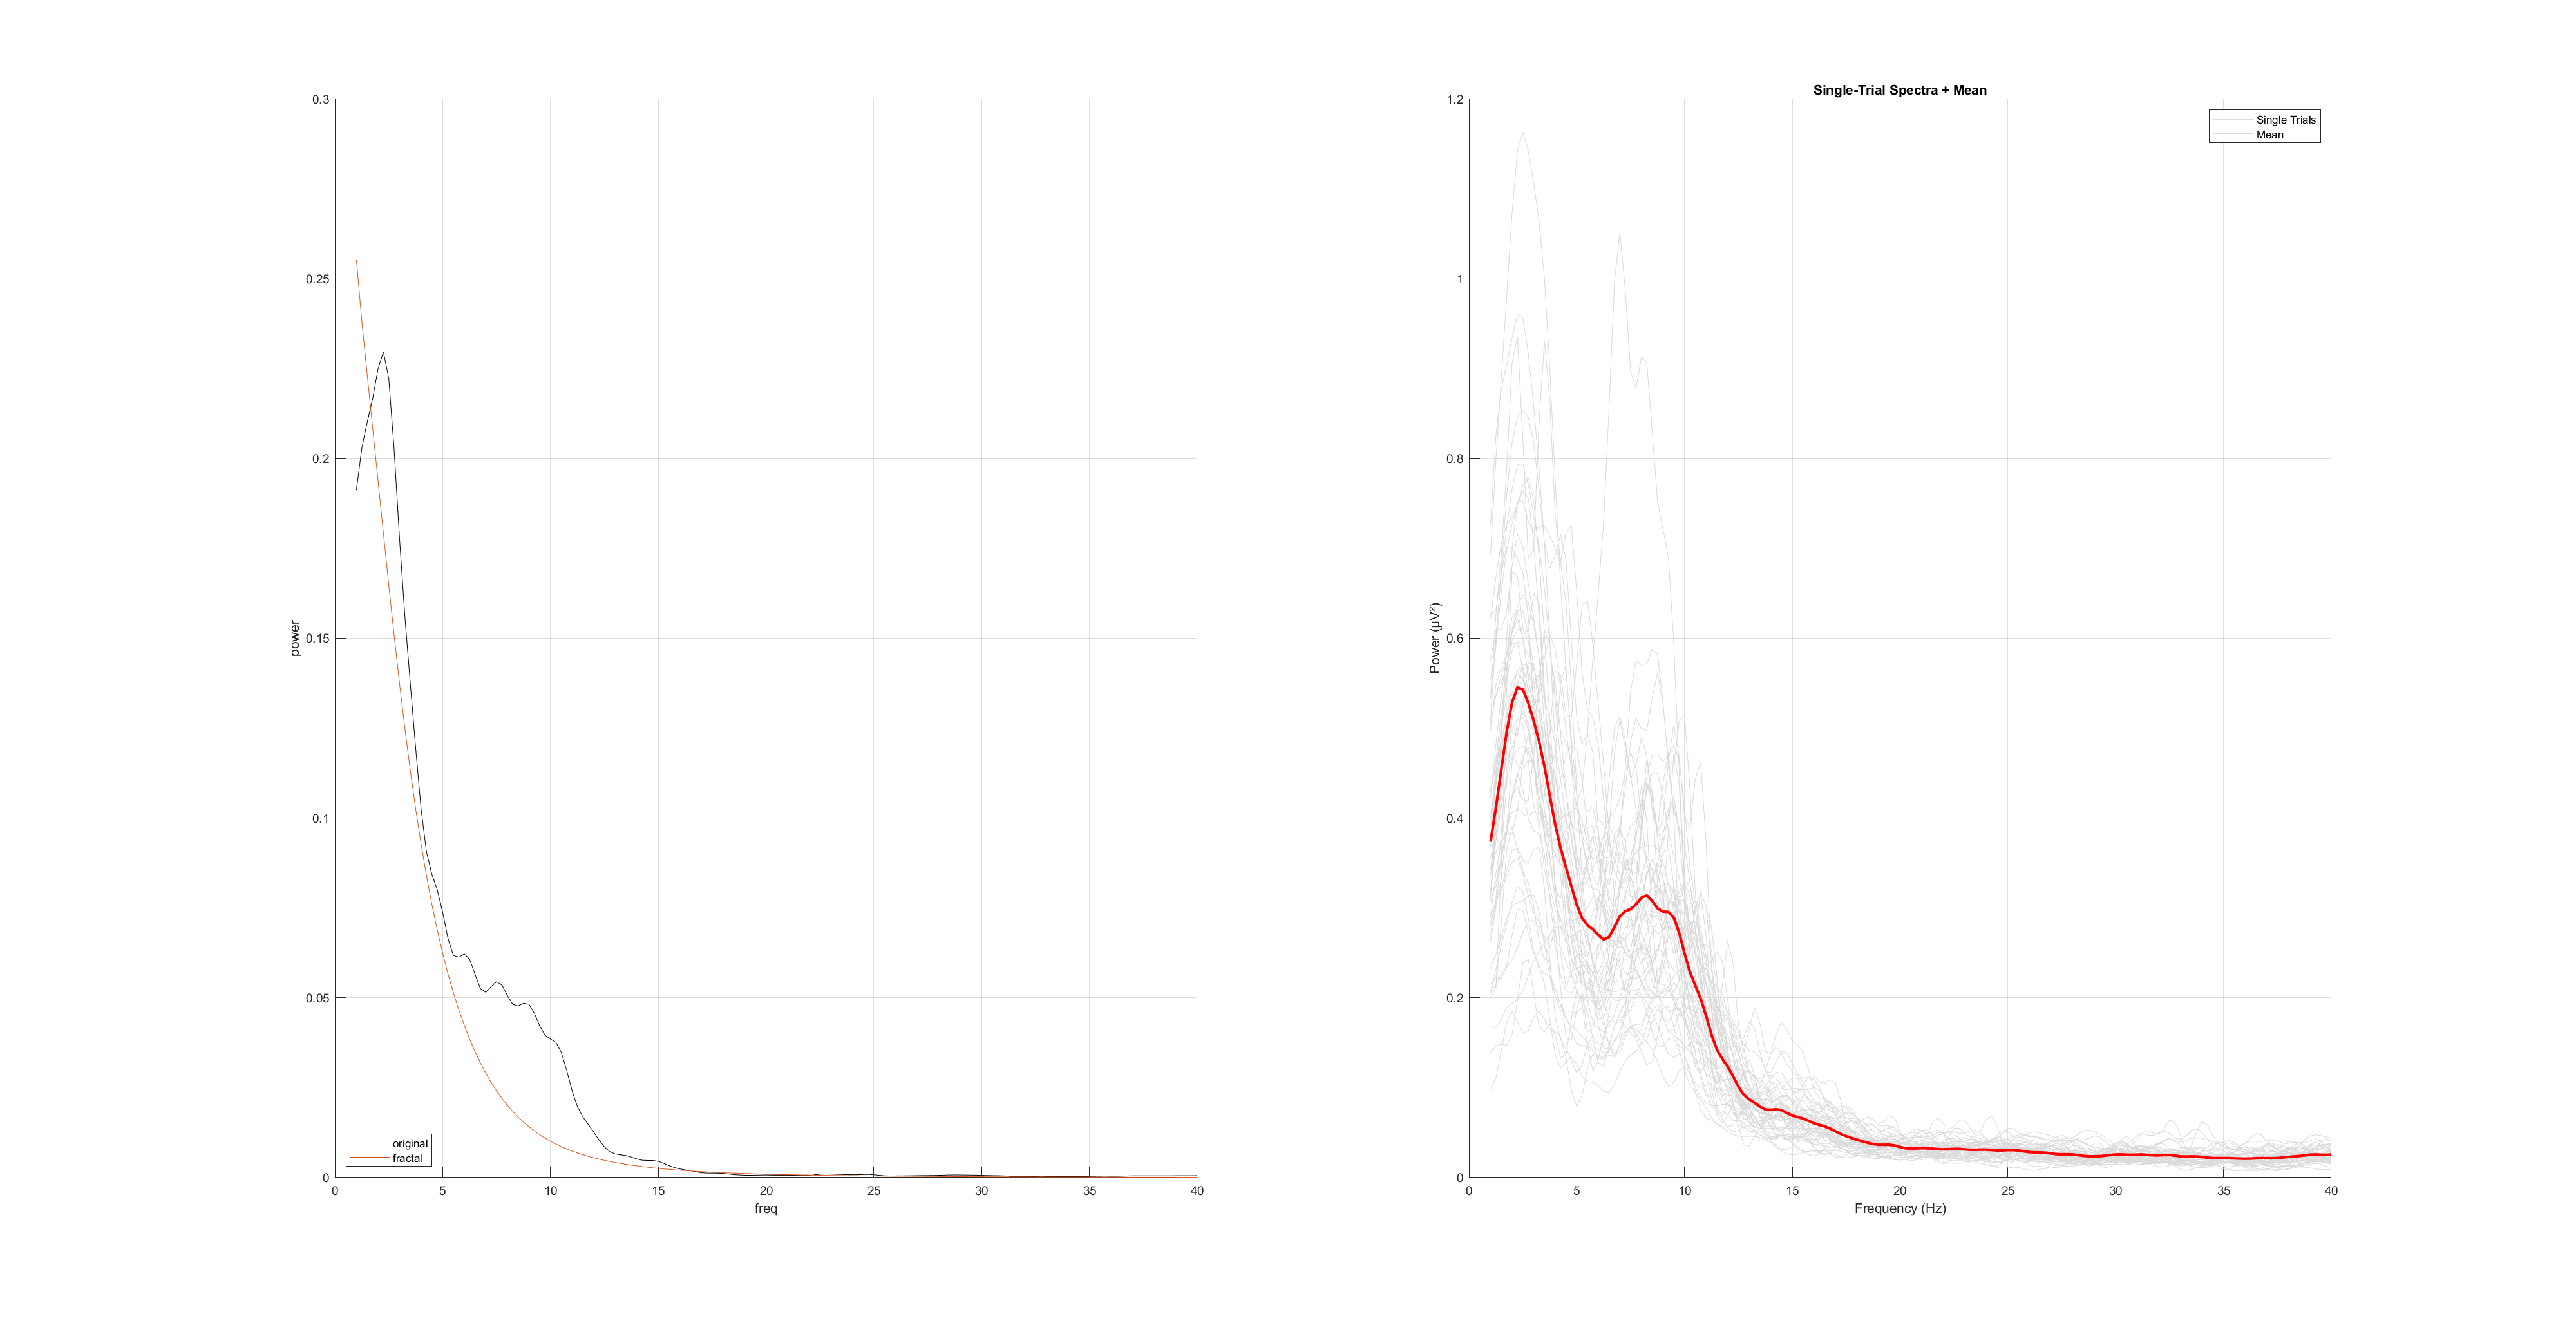 0.3
0.25
0.2
0.15
0.1
0.05
0
power
original
fractal
0 5 10 15 20 25 30 35 40
freq
Single-Trial Spectra + Mean
1.2
1
0.8
0.6
0.4
0.2
0
Power (µV²)
Single Trials
Mean
0 5 10 15 20 25 30 35 40
Frequency (Hz)